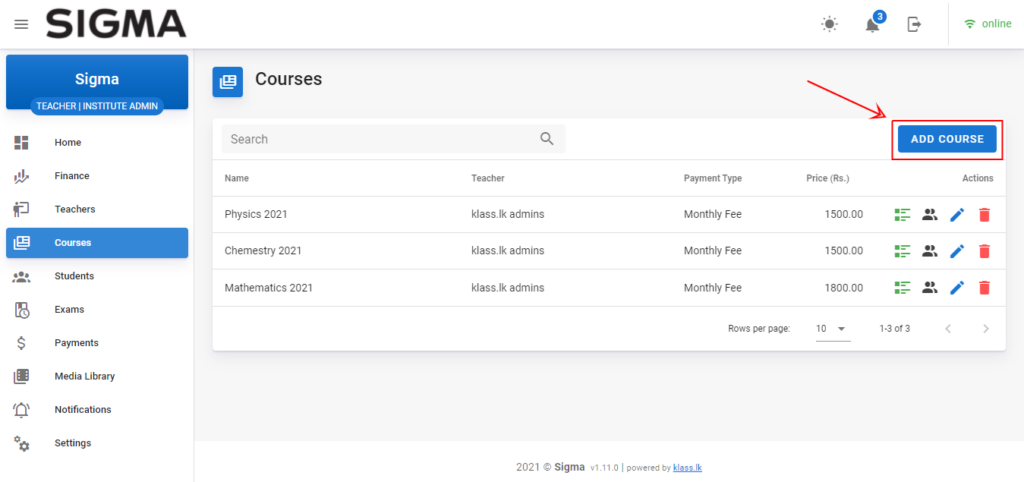 SIGMA
3
online
Sigma
TEACHER | INSTITUTE ADMIN
Home
Finance
Teachers
Courses
Students
Exams
Payments
Media Library
Notifications
Settings
Courses
Search
ADD COURSE
Name Teacher Payment Type Price (Rs.) Actions
Physics 2021 klass.lk admins Monthly Fee 1500.00
Chemestry 2021 klass.lk admins Monthly Fee 1500.00
Mathematics 2021 klass.lk admins Monthly Fee 1800.00
Rows per page: 10 1-3 of 3
2021 © Sigma v1.11.0 | powered by klass.lk